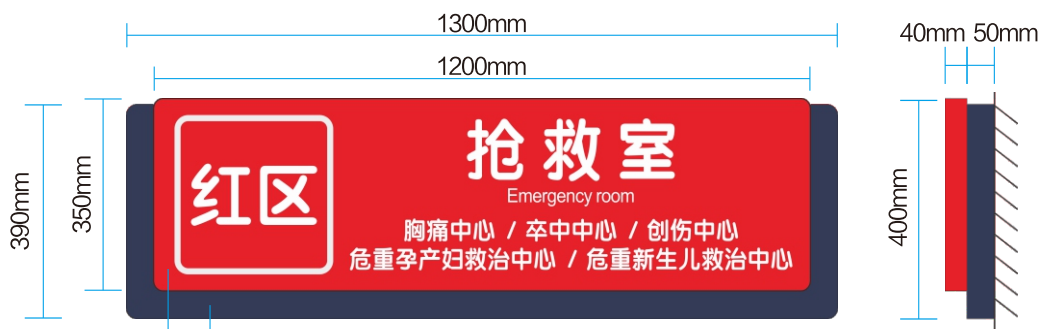 1300mm
40mm 50mm
1200mm
390mm
350mm
红区
抢救室
Emergency room
胸痛中心 / 卒中中心 / 创伤中心
危重孕产妇救治中心 / 危重新生儿救治中心
400mm